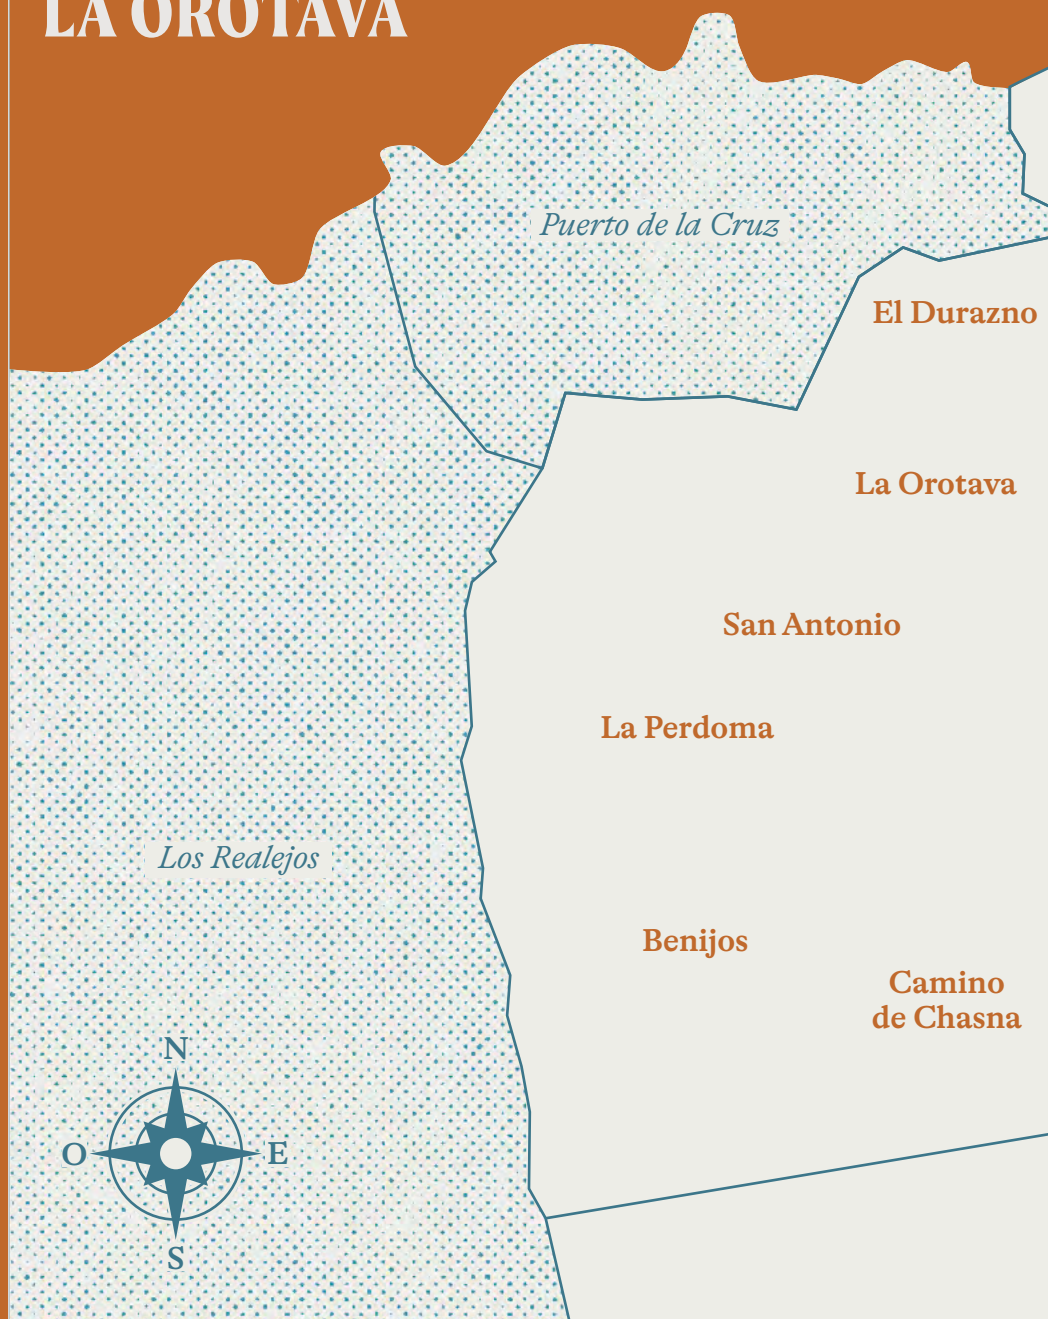 LA OROTAVA
Puerto de la Cruz
El Durazno
La Orotava
San Antonio
La Perdoma
Los Realejos
Benijos
Camino
de Chasna
N
O
E
S